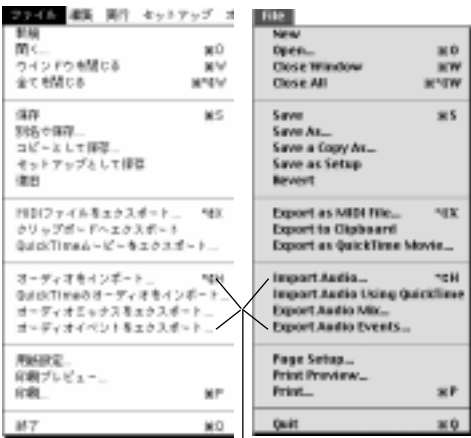 ファイル 編集 実行 セットアップ
新規
開く... ⌘O
ウインドウを閉じる ⌘W
全てを閉じる
保存 ⌘S
別名で保存...
コピーとして保存...
セットアップとして保存
復旧
MIDIファイルをエクスポート...
クリップボードへエクスポート
QuickTimeムービーをエクスポート...
オーディオをインポート...
QuickTimeのオーディオをインポート...
オーディオミックスをエクスポート...
オーディオイベントをエクスポート...
用紙設定...
印刷プレビュー...
印刷... ⌘P
終了 ⌘Q
File
New
Open... ⌘O
Close Window ⌘W
Close All
Save ⌘S
Save As...
Save a Copy As...
Save as Setup
Revert
Export as MIDI File...
Export to Clipboard
Export as QuickTime Movie...
Import Audio...
Import Audio Using QuickTime
Export Audio Mix...
Export Audio Events...
Page Setup...
Print Preview...
Print... ⌘P
Quit ⌘Q